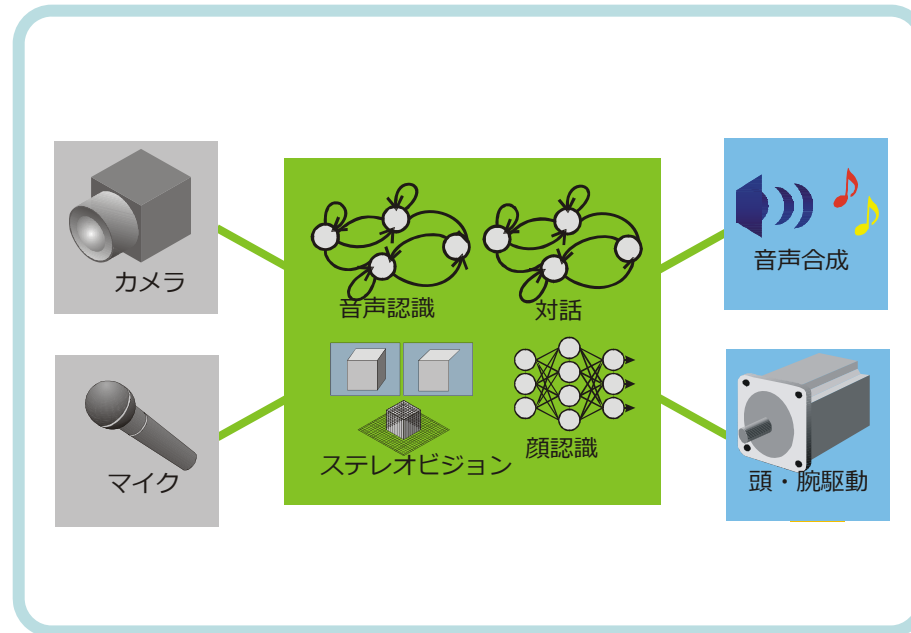 カメラ
マイク
音声認識
対話
ステレオビジョン
顔認識
音声合成
頭・腕駆動